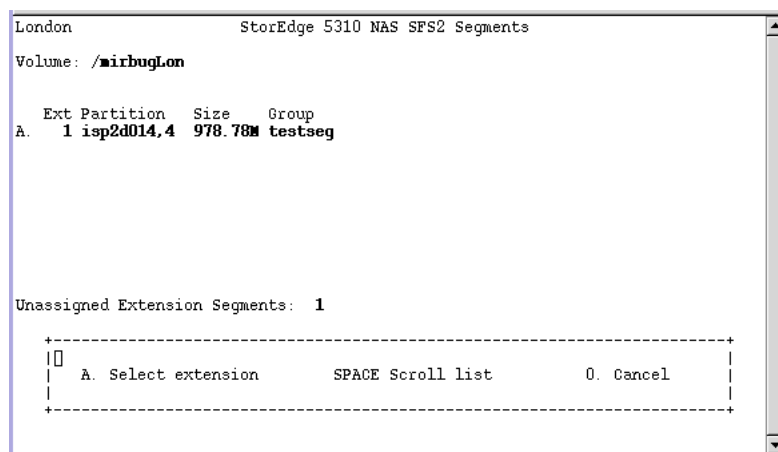 London                     StorEdge 5310 NAS SFS2 Segments
Volume: /mirbugLon
Ext Partition   Size    Group
A.    1 isp2d014,4  978.78M testseg
Unassigned Extension Segments:  1
A. Select extension        SPACE Scroll list          0. Cancel